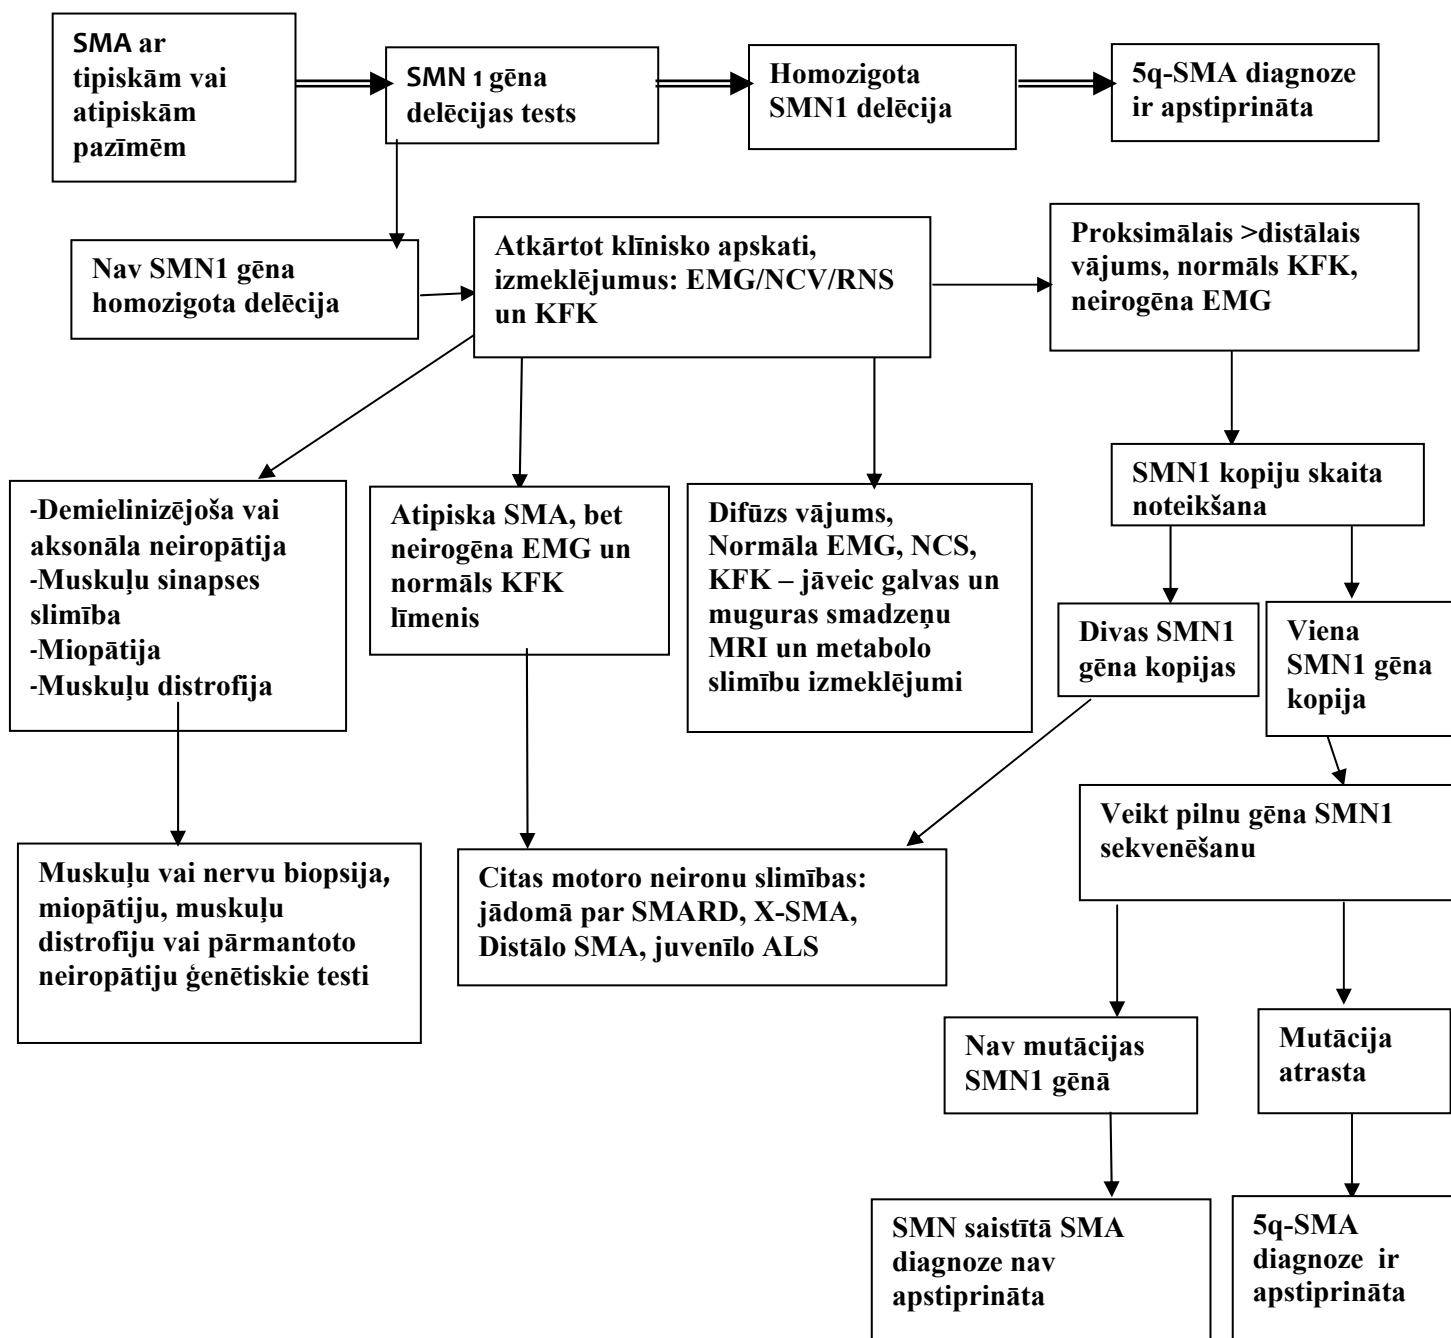 SMA ar
tipiskām vai
atipiskām
pazīmēm
SMN 1 gēna
delēcijas tests
Homozigota
SMN1 delēcija
5q-SMA diagnoze
ir apstiprināta
Nav SMN1 gēna
homozigota delēcija
Atkārtot klīnisko apskati,
izmeklējumus: EMG/NCV/RNS
un KFK
Proksimālais >distālais
vājums, normāls KFK,
neirogēna EMG
SMN1 kopiju skaita
noteikšana
-Demielinizējoša vai
aksonāla neiropātija
-Muskuļu sinapses
slimība
-Miopātija
-Muskuļu distrofija
Atipiska SMA, bet
neirogēna EMG un
normāls KFK
līmenis
Difūzs vājums,
Normāla EMG, NCS,
KFK – jāveic galvas un
muguras smadzeņu
MRI un metabolo
slimību izmeklējumi
Divas SMN1
gēna kopijas
Viena
SMN1 gēna
kopija
Veikt pilnu gēna SMN1
sekvenēšanu
Muskuļu vai nervu biopsija,
miopātiju, muskuļu
distrofiju vai pārmantoto
neiropātiju ģenētiskie testi
Citas motoro neironu slimības:
jādomā par SMARD, X-SMA,
Distālo SMA, juvenīlo ALS
Nav mutācijas
SMN1 gēnā
Mutācija
atrasta
SMN saistītā SMA
diagnoze nav
apstiprināta
5q-SMA
diagnoze ir
apstiprināta